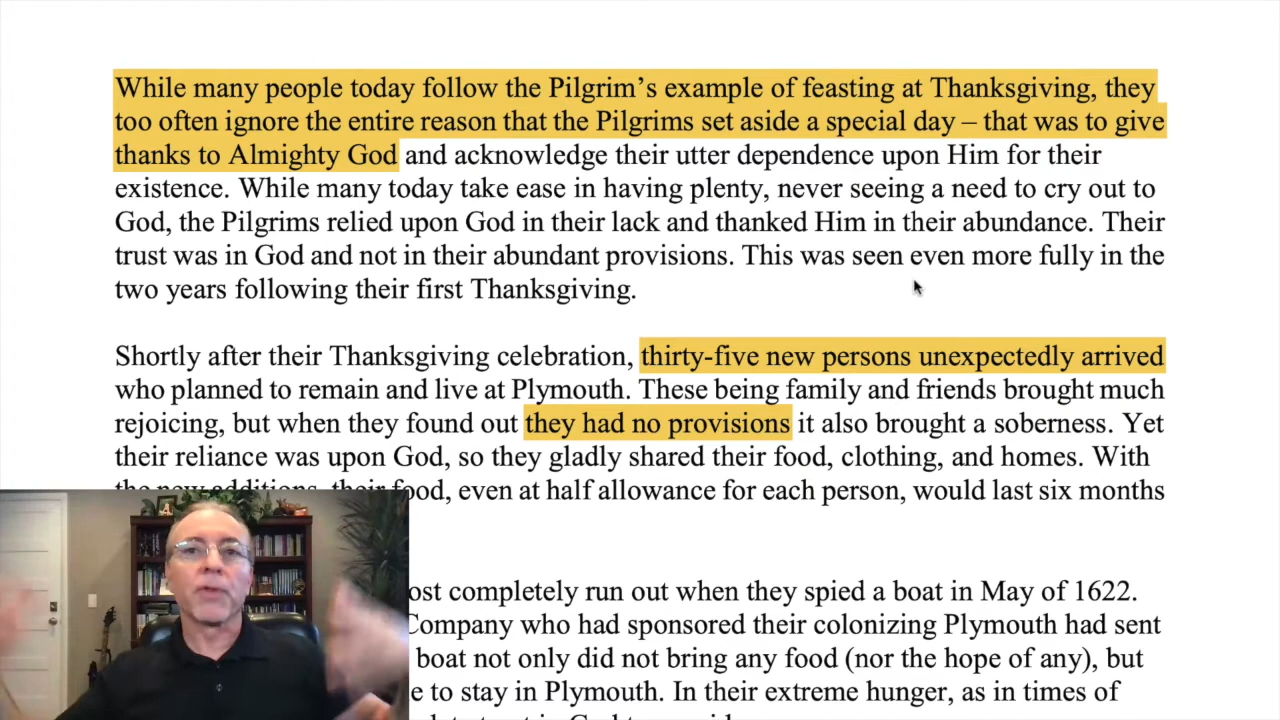 While many people today follow the Pilgrim’s example of feasting at Thanksgiving, they
too often ignore the entire reason that the Pilgrims set aside a special day – that was to give
thanks to Almighty God and acknowledge their utter dependence upon Him for their
existence. While many today take ease in having plenty, never seeing a need to cry out to
God, the Pilgrims relied upon God in their lack and thanked Him in their abundance. Their
trust was in God and not in their abundant provisions. This was seen even more fully in the
two years following their first Thanksgiving.
Shortly after their Thanksgiving celebration, thirty-five new persons unexpectedly arrived
who planned to remain and live at Plymouth. These being family and friends brought much
rejoicing, but when they found out they had no provisions it also brought a soberness. Yet
their reliance was upon God, so they gladly shared their food, clothing, and homes. With
the new additions, their food, even at half allowance for each person, would last six months
ost completely run out when they spied a boat in May of 1622.
Company who had sponsored their colonizing Plymouth had sent
boat not only did not bring any food (nor the hope of any), but
e to stay in Plymouth. In their extreme hunger, as in times of